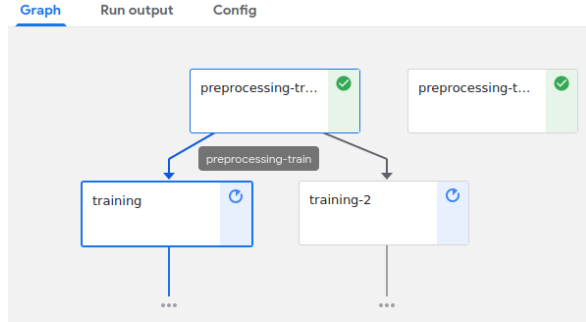 Graph Run output Config
preprocessing-tr... preprocessing-t...
preprocessing-train
training training-2
... ...